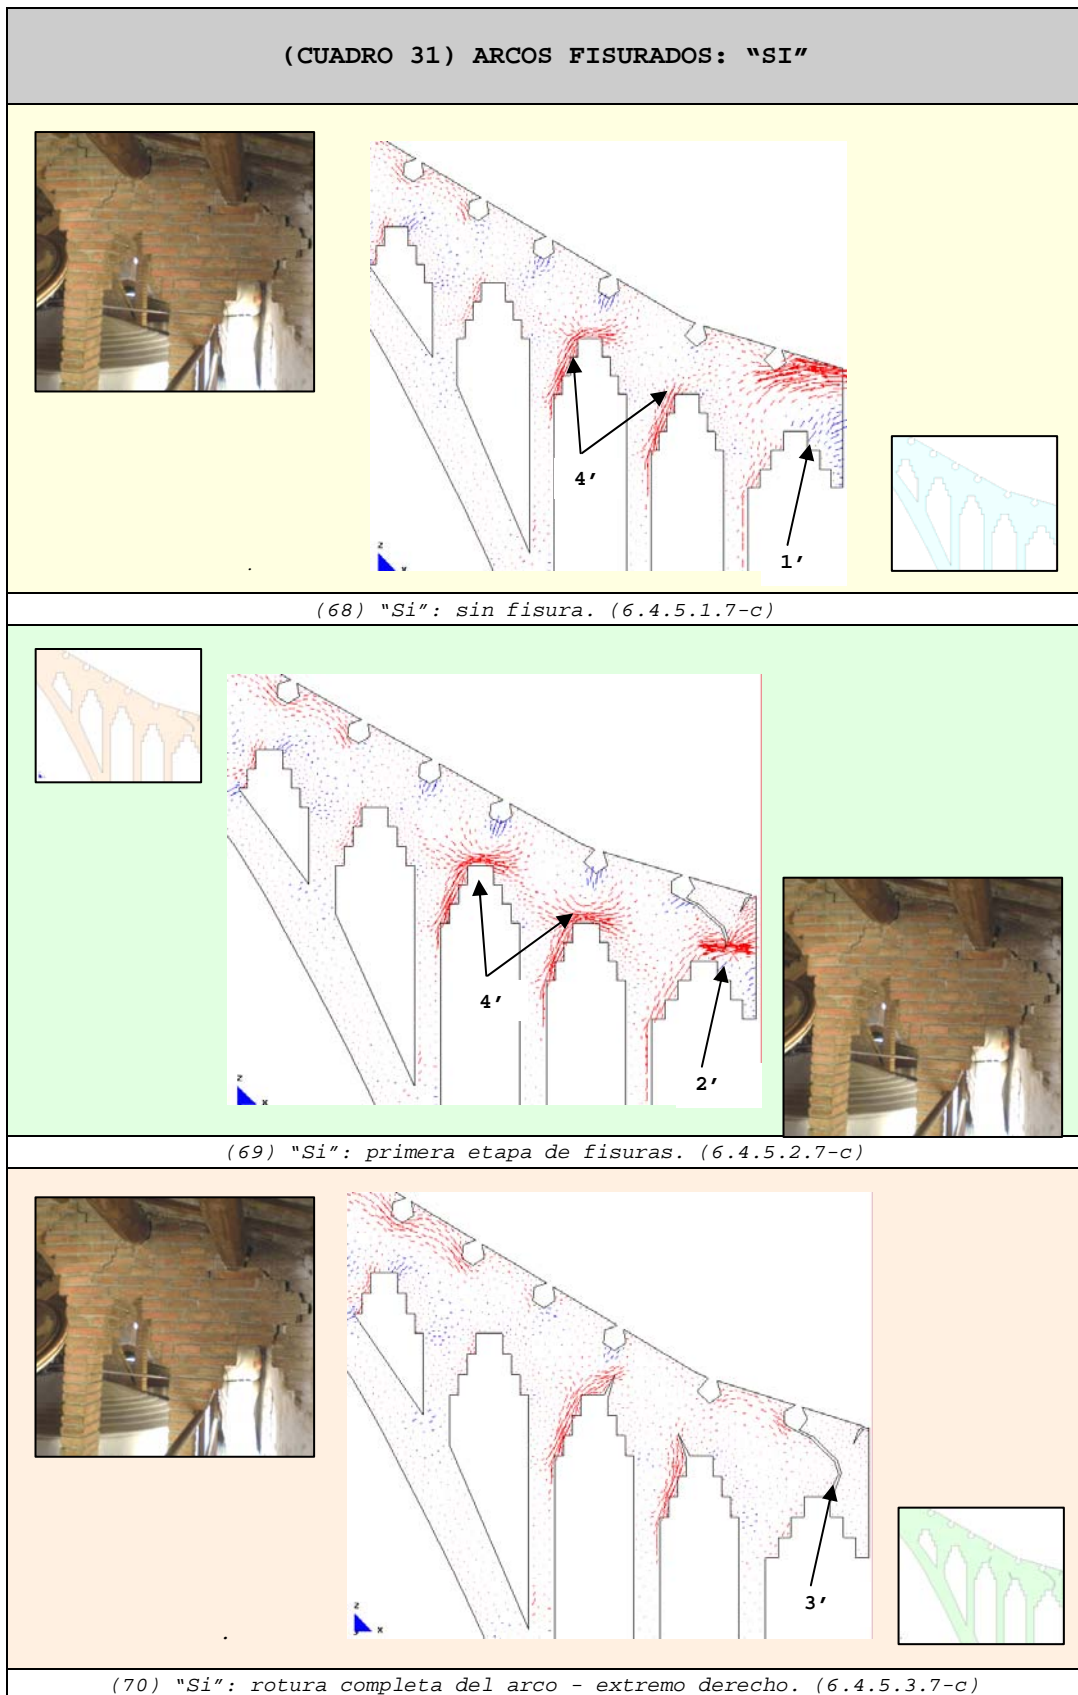 (CUADRO 31) ARCOS FISURADOS: “SI”
4’
1’
z
x
(68) “Si”: sin fisura. (6.4.5.1.7-c)
4’
2’
z
x
(69) “Si”: primera etapa de fisuras. (6.4.5.2.7-c)
3’
z
x
(70) “Si”: rotura completa del arco - extremo derecho. (6.4.5.3.7-c)